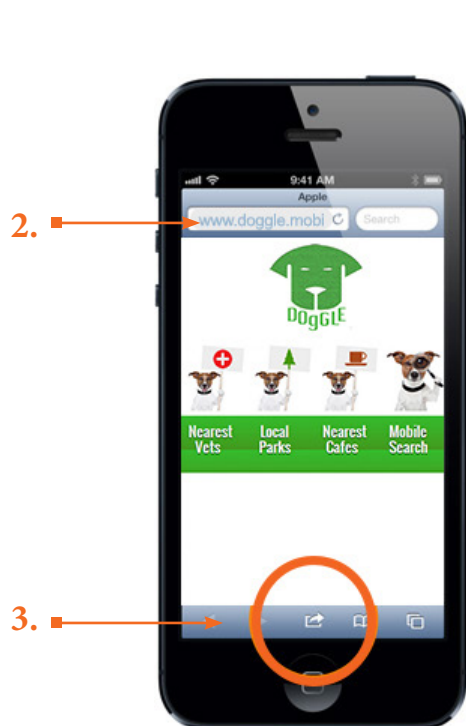 9:41 AM
Apple
2.
www.doggle.mobi
Search
DOGGLE
Nearest Vets
Local Parks
Nearest Cafes
Mobile Search
3.